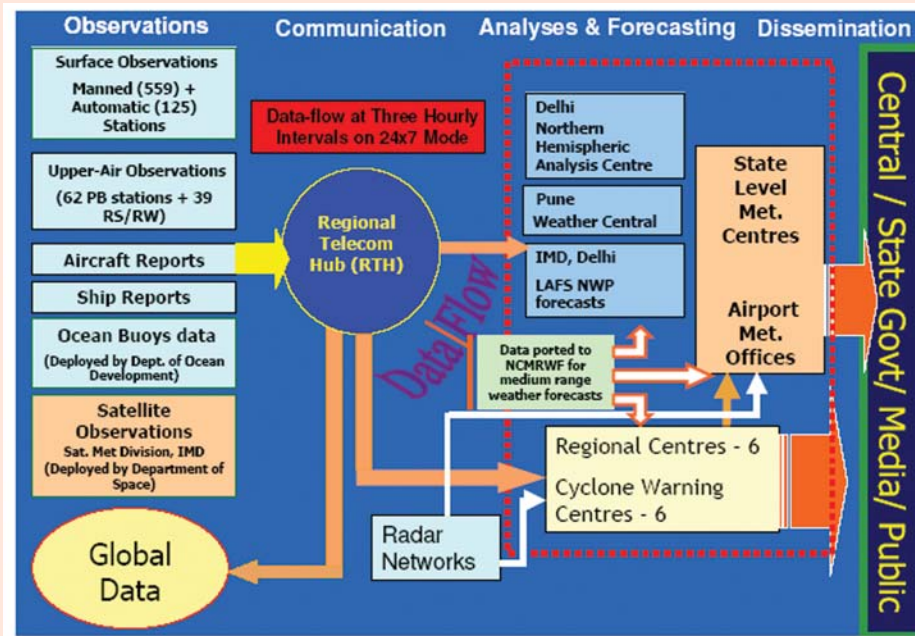 Observations
Communication
Analyses & Forecasting
Dissemination
Surface Observations
Manned (559) +
Automatic (125)
Stations
Upper-Air Observations
(62 PB stations + 39
RS/RW)
Aircraft Reports
Ship Reports
Ocean Buoys data
(Deployed by Dept. of Ocean
Development)
Satellite
Observations
Sat. Met Division, IMD
(Deployed by Department of
Space)
Global
Data
Data-flow at Three Hourly
Intervals on 24x7 Mode
Regional
Telecom
Hub (RTH)
Data/Flow
Radar
Networks
Delhi
Northern
Hemispheric
Analysis Centre
Pune
Weather Central
IMD, Delhi
LAFS NWP
forecasts
Data ported to
NCMRWF for
medium range
weather forecasts
Regional Centres - 6
Cyclone Warning
Centres - 6
State
Level
Met.
Centres
Airport
Met.
Offices
Central / State Govt/ Media/ Public